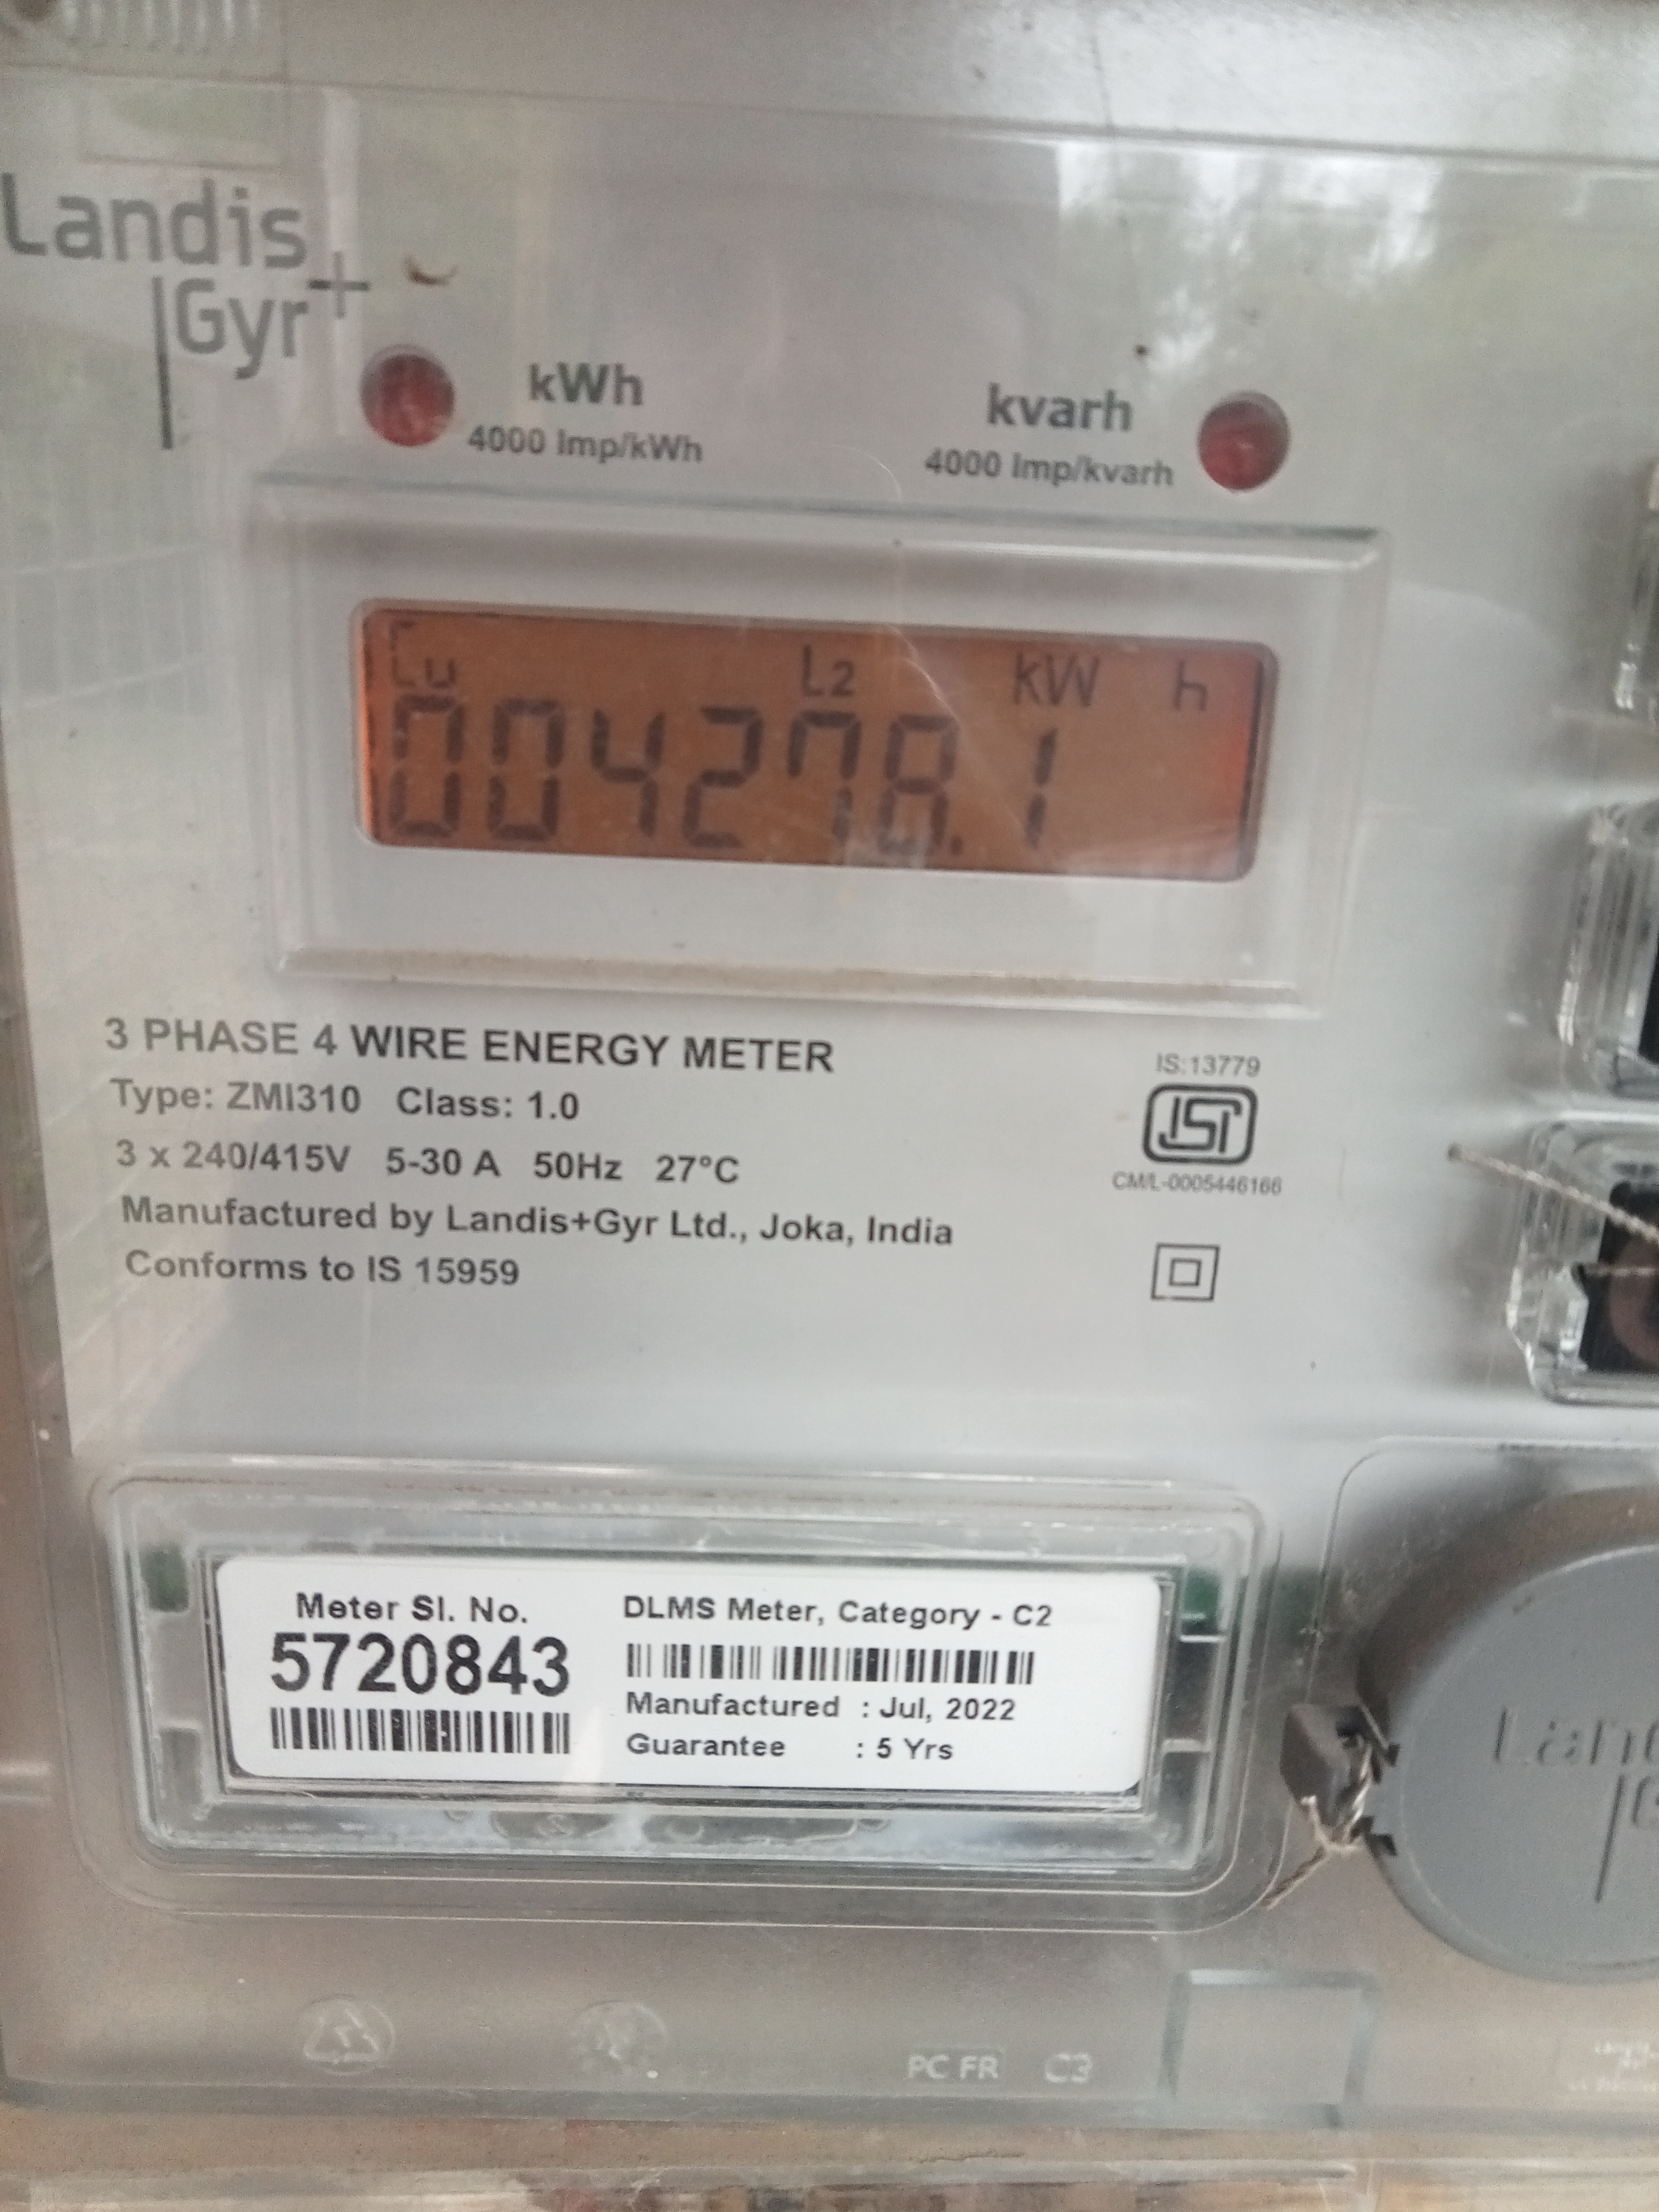 Landis
Gyr+
kWh
4000 Imp/kWh
kvarh
4000 Imp/kvarh
Cu L2 kW h
004278.1
3 PHASE 4 WIRE ENERGY METER
Type: ZMI310 Class: 1.0
3 x 240/415V 5-30 A 50Hz 27°C
Manufactured by Landis+Gyr Ltd., Joka, India
Conforms to IS 15959
IS:13779
ISI
CM/L-0005446166
Meter Sl. No.
5720843
DLMS Meter, Category - C2
Manufactured : Jul, 2022
Guarantee : 5 Yrs
PC FR C3